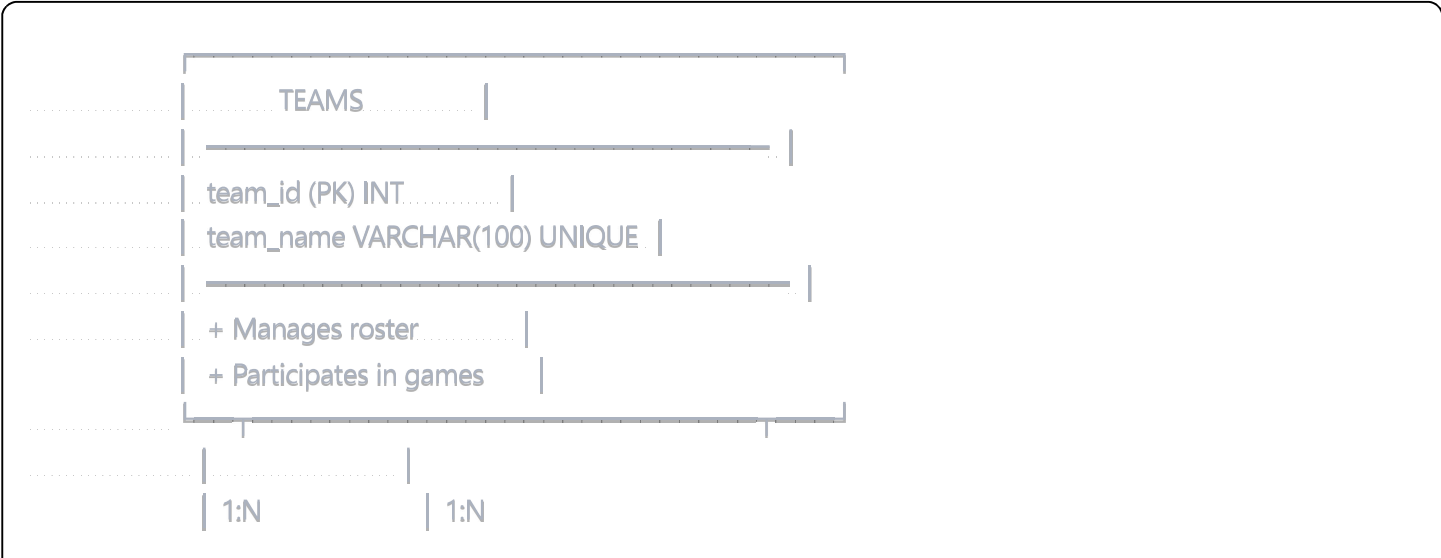 TEAMS
team_id (PK) INT
team_name VARCHAR(100) UNIQUE
+ Manages roster
+ Participates in games
1:N 1:N